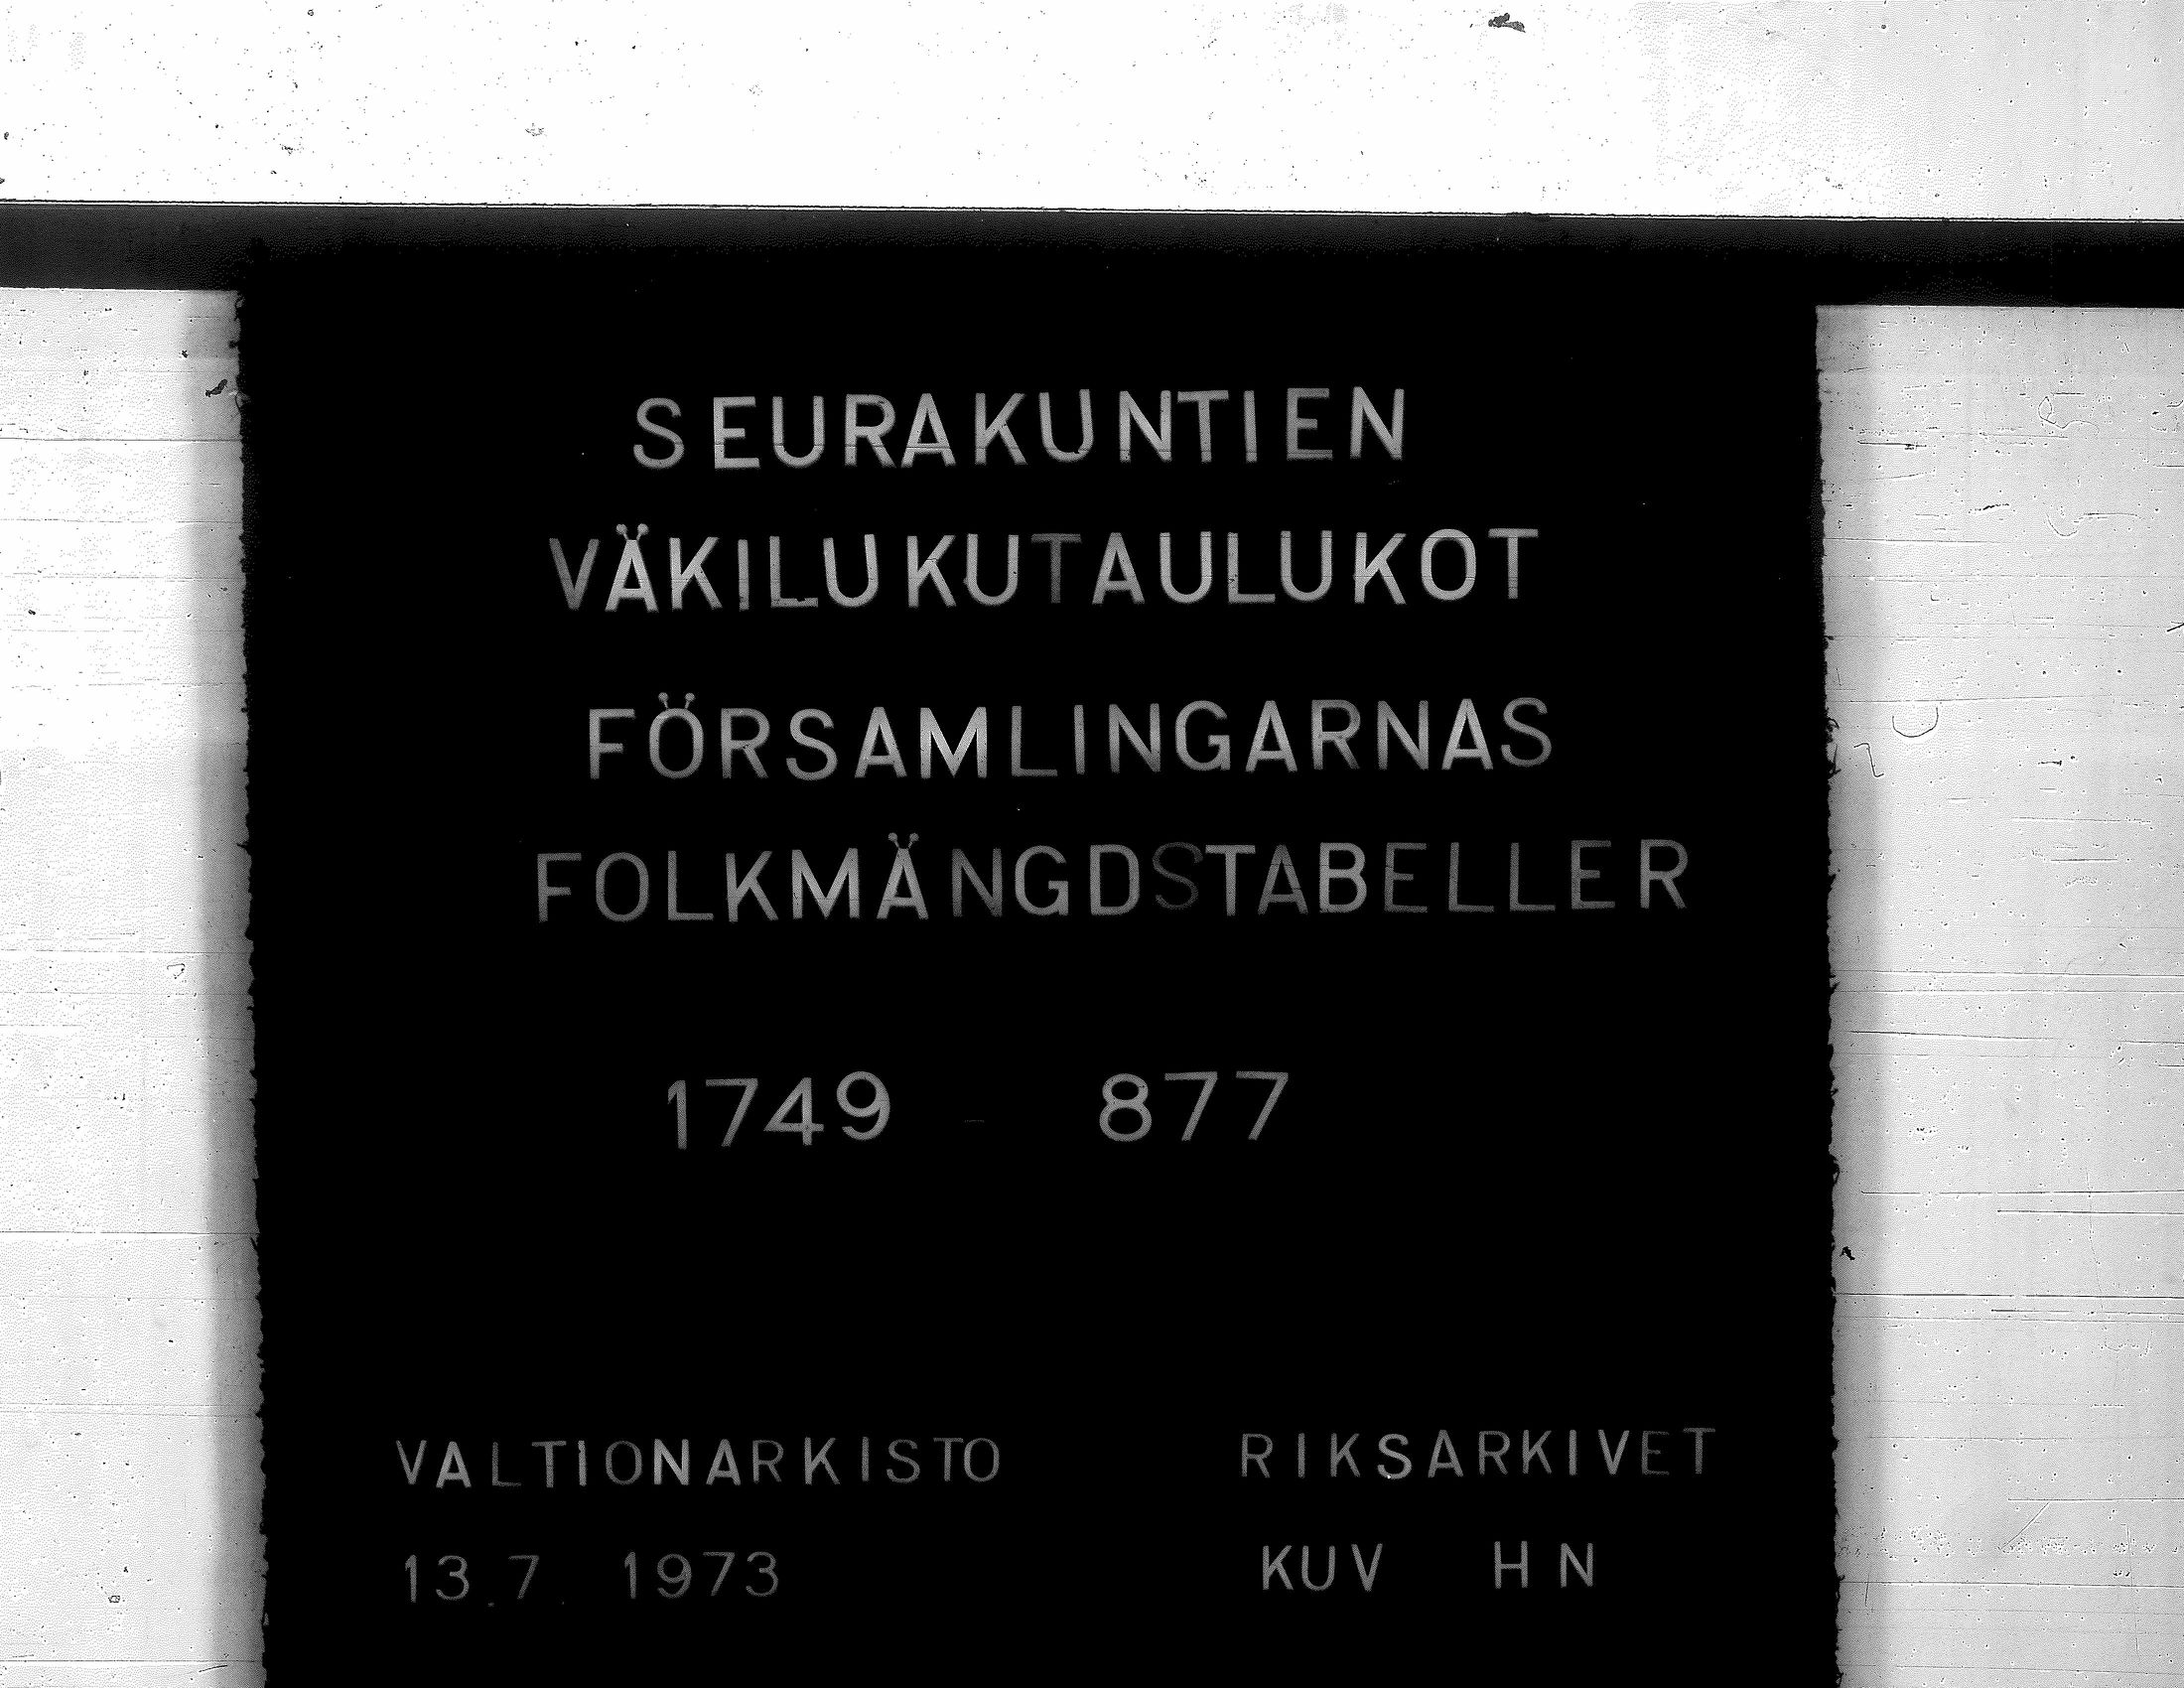 SEURAKUNTIEN
VÄKILUKUTAULUKOT
FÖRSAMLINGARNAS
FOLKMÄNGDSTABELLER
1749 - 877
VALTIONARKISTO RIKSARKIVET
13.7. 1973 KUV HN